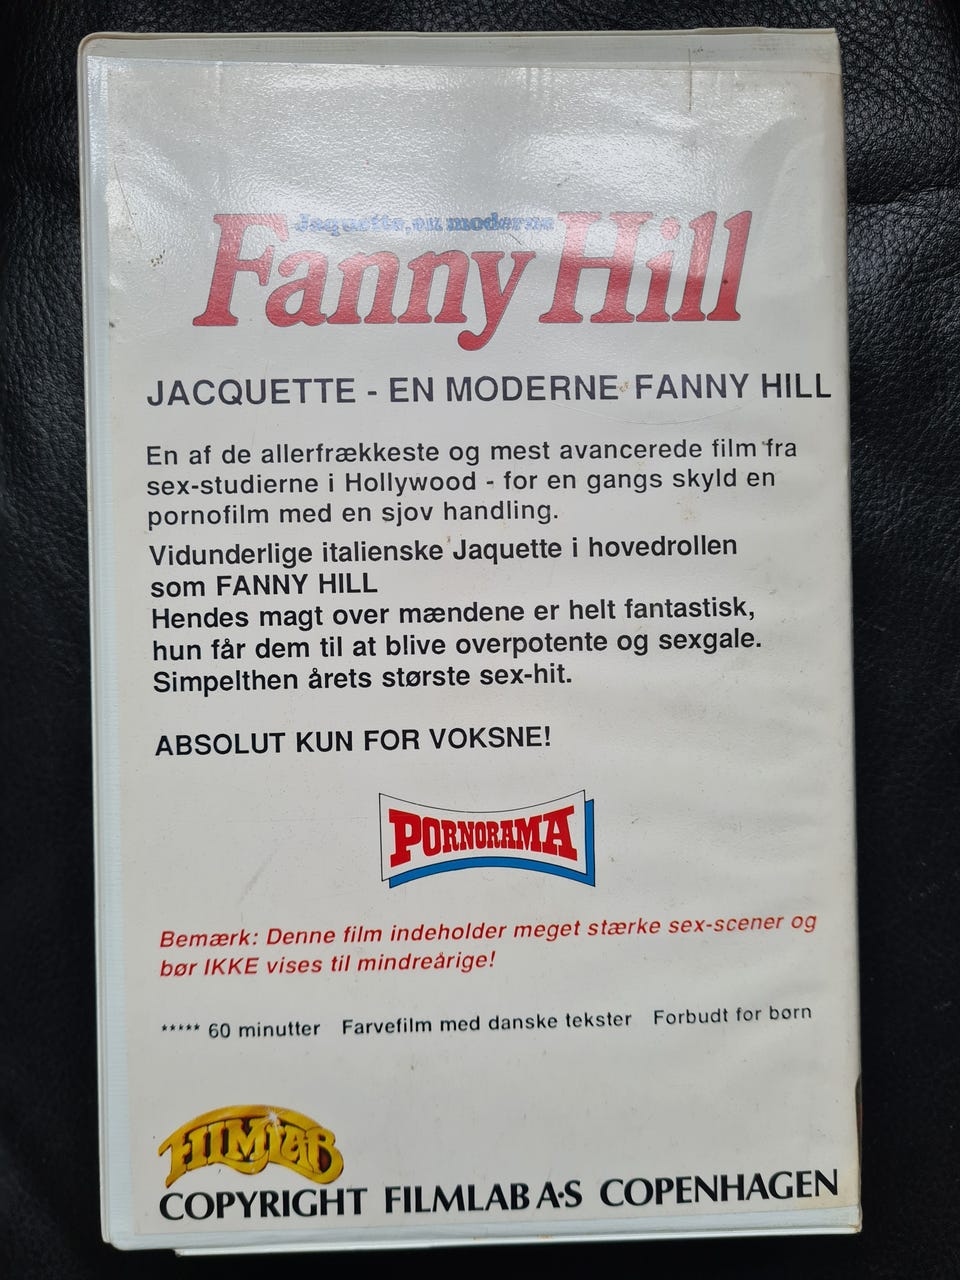 Jaquette, en moderne
Fanny Hill
JACQUETTE - EN MODERNE FANNY HILL
En af de allerfrækkeste og mest avancerede film fra
sex-studierne i Hollywood - for en gangs skyld en
pornofilm med en sjov handling.
Vidunderlige italienske Jaquette i hovedrollen
som FANNY HILL
Hendes magt over mændene er helt fantastisk,
hun får dem til at blive overpotente og sexgale.
Simpelthen årets største sex-hit.
ABSOLUT KUN FOR VOKSNE!
PORNORAMA
Bemærk: Denne film indeholder meget stærke sex-scener og
bør IKKE vises til mindreårige!
***** 60 minutter Farvefilm med danske tekster Forbudt for børn
FILMLAB
COPYRIGHT FILMLAB A·S COPENHAGEN